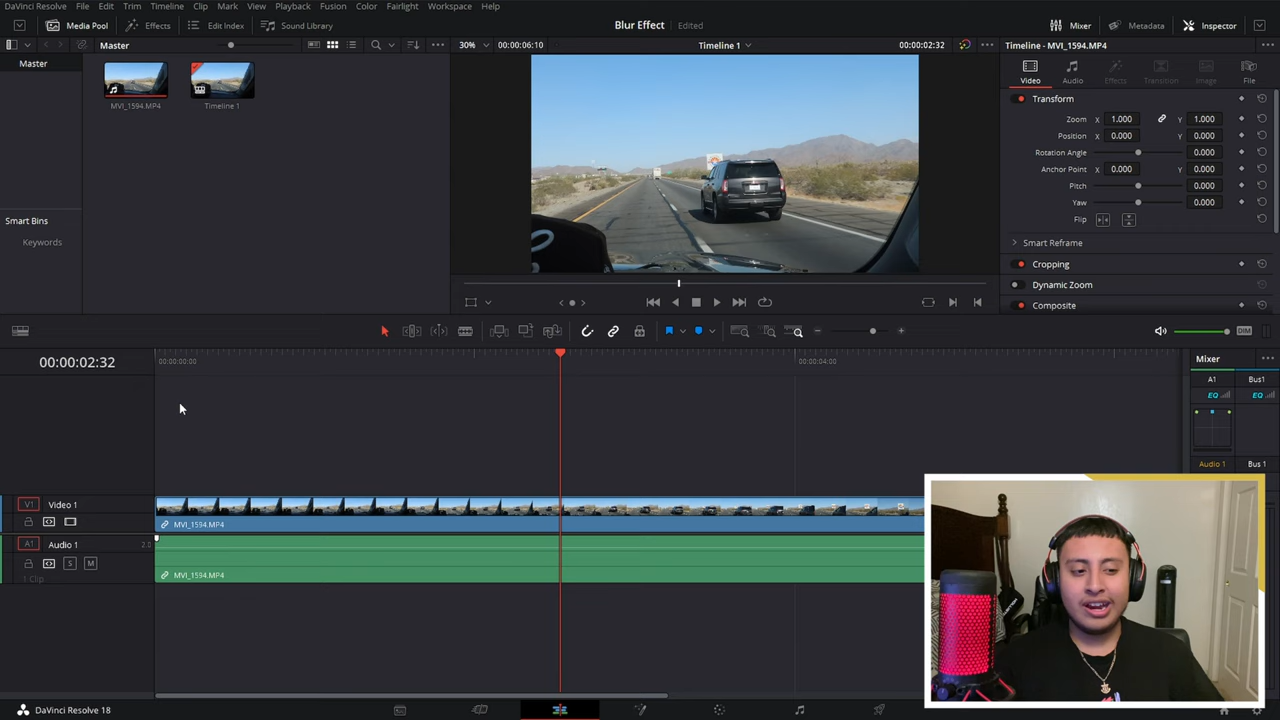 DaVinci Resolve File Edit Trim Timeline Clip Mark View Playback Fusion Color Fairlight Workspace Help
Media Pool Effects Edit Index Sound Library Blur Effect Edited Mixer Metadata Inspector
Master 30% 00:00:06:10 Timeline 1 00:00:02:32 Timeline - MVI_1594.MP4
Master
MVI_1594.MP4 Timeline 1
Smart Bins
Keywords
Video Audio Effects Transition Image File
Transform
Zoom X 1.000 Y 1.000
Position X 0.000 Y 0.000
Rotation Angle 0.000
Anchor Point X 0.000 Y 0.000
Pitch 0.000
Yaw 0.000
Flip
Smart Reframe
Cropping
Dynamic Zoom
Composite
DIM
00:00:02:32 00:00:00:00 00:00:04:00
Mixer
A1 Bus1
EQ EQ
Audio 1 Bus 1
V1 Video 1
MVI_1594.MP4
A1 Audio 1 2.0
S M
MVI_1594.MP4
1 Clip
DaVinci Resolve 18